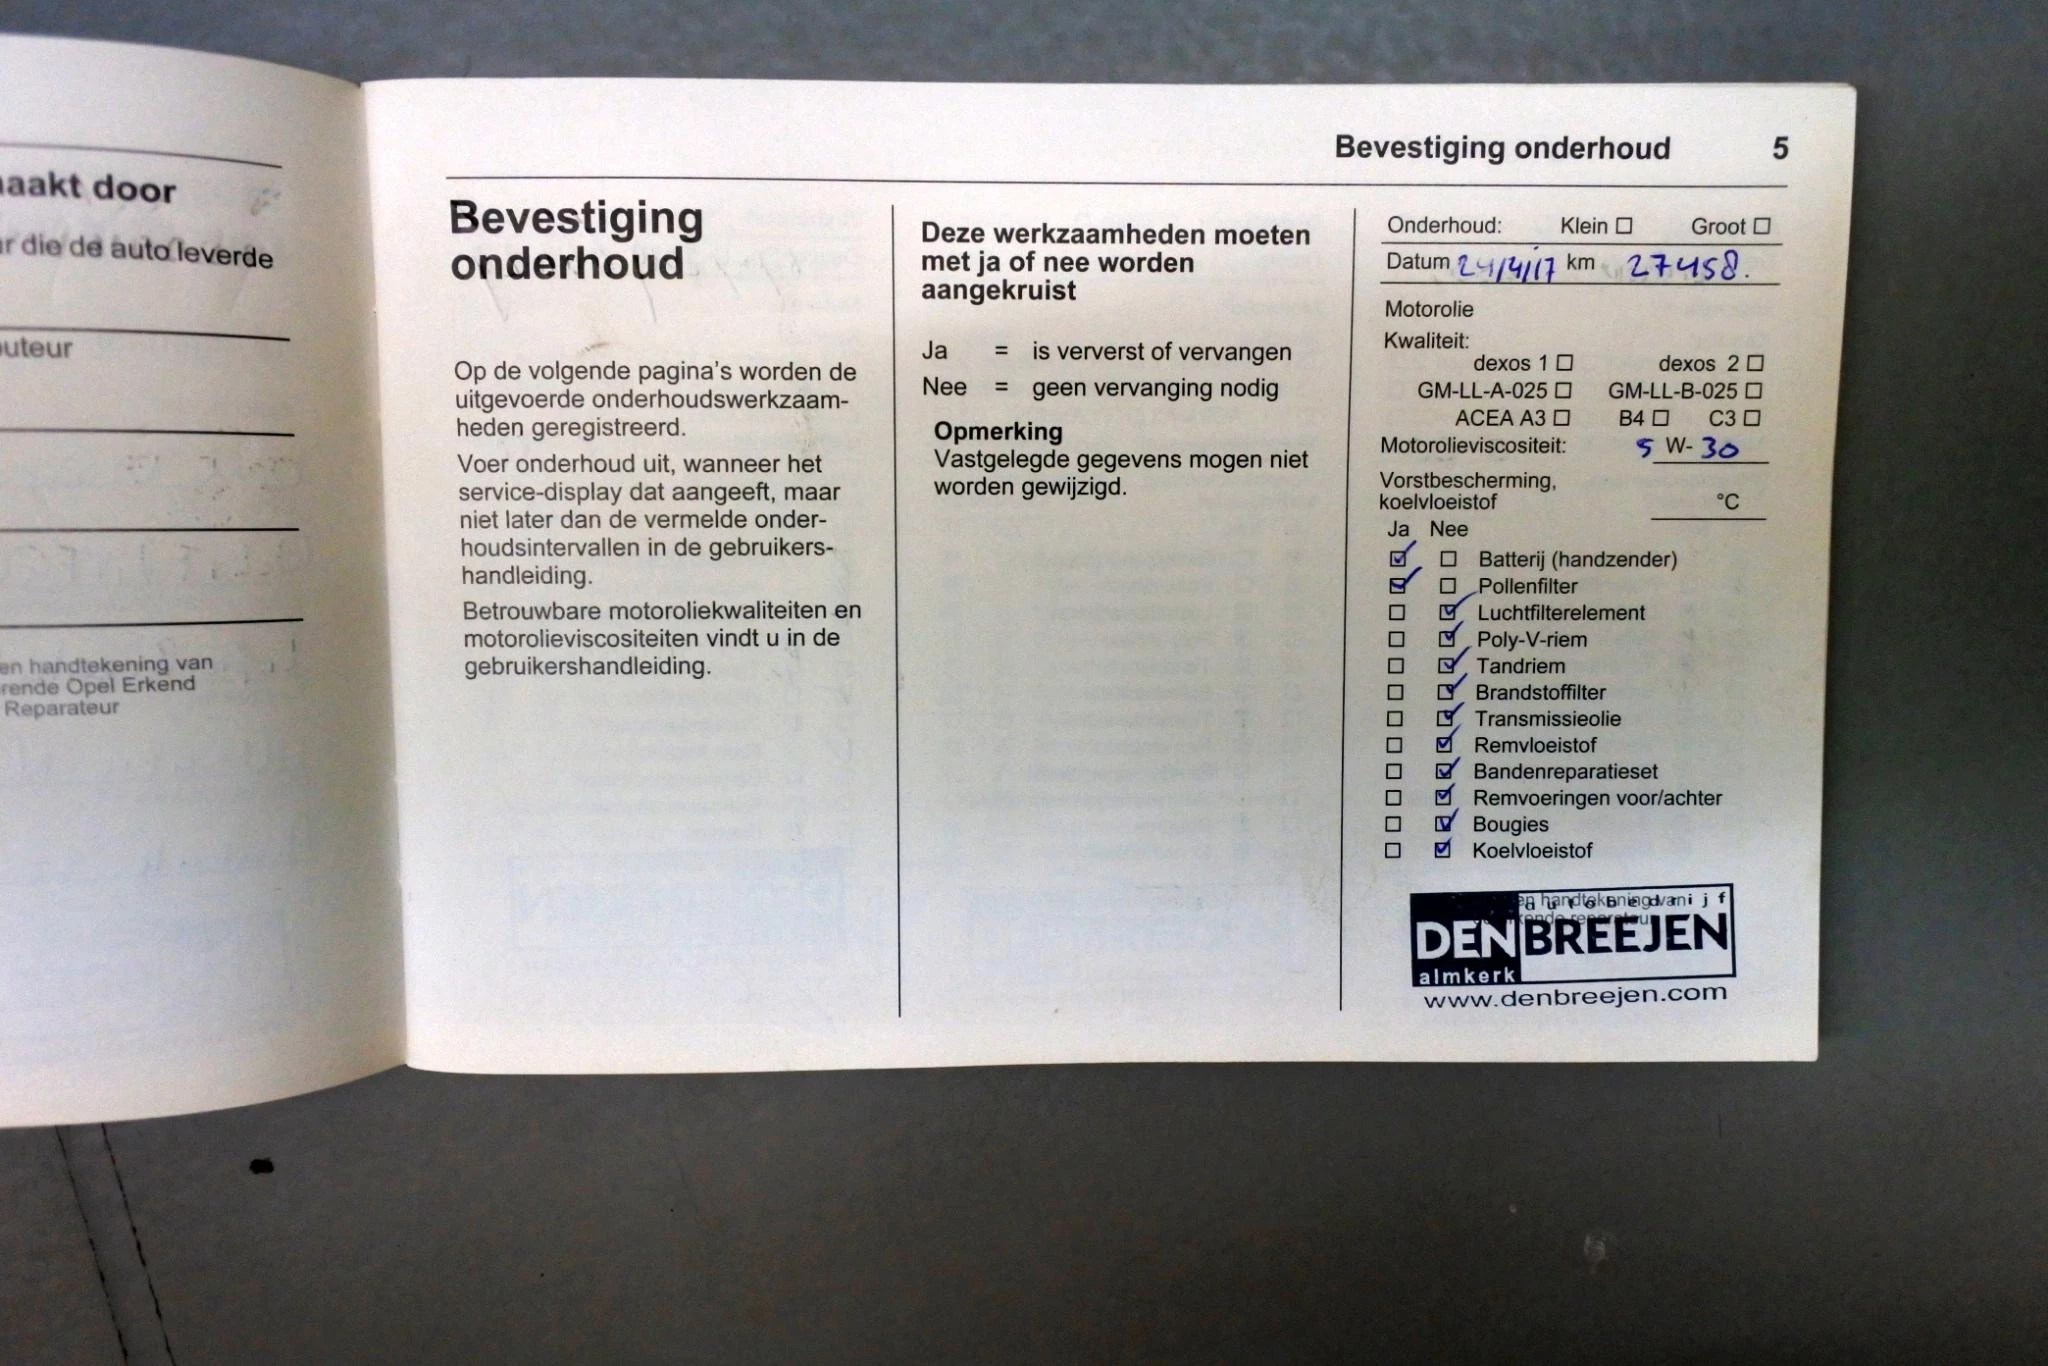 aakt door
r die de auto leverde
uteur
en handtekening van
rende Opel Erkend
Reparateur
Bevestiging onderhoud 5
Bevestiging
onderhoud
Op de volgende pagina's worden de
uitgevoerde onderhoudswerkzaam-
heden geregistreerd.
Voer onderhoud uit, wanneer het
service-display dat aangeeft, maar
niet later dan de vermelde onder-
houdsintervallen in de gebruikers-
handleiding.
Betrouwbare motoroliekwaliteiten en
motorolieviscositeiten vindt u in de
gebruikershandleiding.
Deze werkzaamheden moeten
met ja of nee worden
aangekruist
Ja = is ververst of vervangen
Nee = geen vervanging nodig
Opmerking
Vastgelegde gegevens mogen niet
worden gewijzigd.
Onderhoud: Klein ☐ Groot ☐
Datum 24/4/17 km 27458.
Motorolie
Kwaliteit:
dexos 1 ☐ dexos 2 ☐
GM-LL-A-025 ☐ GM-LL-B-025 ☐
ACEA A3 ☐ B4 ☐ C3 ☐
Motorolieviscositeit: 5 W- 30
Vorstbescherming,
koelvloeistof °C
Ja Nee
☑ ☐ Batterij (handzender)
☑ ☐ Pollenfilter
☐ ☑ Luchtfilterelement
☐ ☑ Poly-V-riem
☐ ☑ Tandriem
☐ ☑ Brandstoffilter
☐ ☑ Transmissieolie
☐ ☑ Remvloeistof
☐ ☑ Bandenreparatieset
☐ ☑ Remvoeringen voor/achter
☐ ☑ Bougies
☐ ☑ Koelvloeistof
en handtekening van
autobedrijf
DENBREEJEN
almkerk
www.denbreejen.com